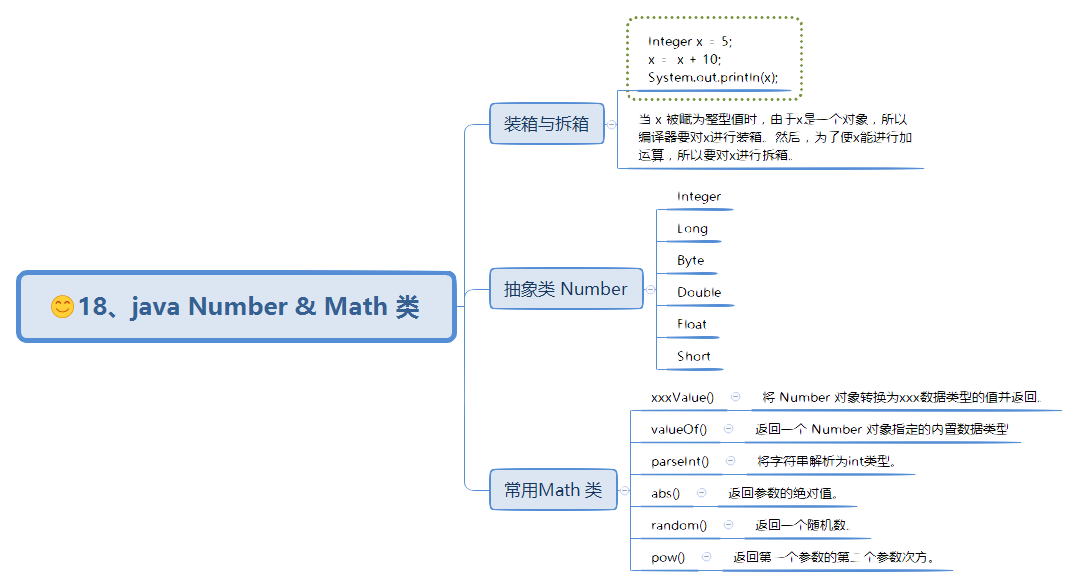 😊18、java Number & Math 类
装箱与拆箱
Integer x = 5;
x = x + 10;
System.out.println(x);
当 x 被赋为整型值时，由于x是一个对象，所以
编译器要对x进行装箱。然后，为了使x能进行加
运算，所以要对x进行拆箱。
抽象类 Number
Integer
Long
Byte
Double
Float
Short
常用Math 类
xxxValue()
将 Number 对象转换为xxx数据类型的值并返回。
valueOf()
返回一个 Number 对象指定的内置数据类型
parseInt()
将字符串解析为int类型。
abs()
返回参数的绝对值。
random()
返回一个随机数。
pow()
返回第一个参数的第二个参数次方。